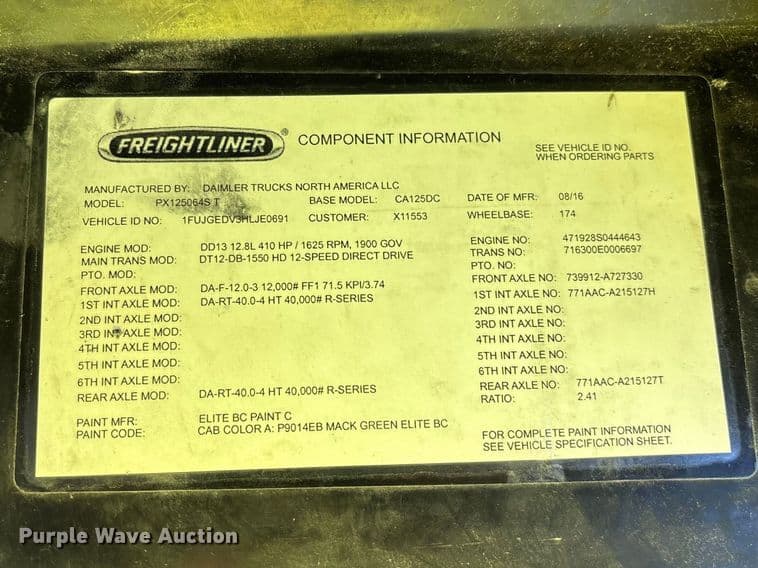 FREIGHTLINER ® COMPONENT INFORMATION
SEE VEHICLE ID NO.
WHEN ORDERING PARTS
MANUFACTURED BY: DAIMLER TRUCKS NORTH AMERICA LLC
MODEL: PX125064S T BASE MODEL: CA125DC DATE OF MFR: 08/16
VEHICLE ID NO: 1FUJGEDV3HLJE0691 CUSTOMER: X11553 WHEELBASE: 174
ENGINE MOD: DD13 12.8L 410 HP / 1625 RPM, 1900 GOV ENGINE NO: 471928S0444643
MAIN TRANS MOD: DT12-DB-1550 HD 12-SPEED DIRECT DRIVE TRANS NO: 716300E0006697
PTO. MOD: PTO. NO:
FRONT AXLE MOD: DA-F-12.0-3 12,000# FF1 71.5 KPI/3.74 FRONT AXLE NO: 739912-A727330
1ST INT AXLE MOD: DA-RT-40.0-4 HT 40,000# R-SERIES 1ST INT AXLE NO: 771AAC-A215127H
2ND INT AXLE MOD: 2ND INT AXLE NO:
3RD INT AXLE MOD: 3RD INT AXLE NO:
4TH INT AXLE MOD: 4TH INT AXLE NO:
5TH INT AXLE MOD: 5TH INT AXLE NO:
6TH INT AXLE MOD: 6TH INT AXLE NO:
REAR AXLE MOD: DA-RT-40.0-4 HT 40,000# R-SERIES REAR AXLE NO: 771AAC-A215127T
RATIO: 2.41
PAINT MFR: ELITE BC PAINT C
PAINT CODE: CAB COLOR A: P9014EB MACK GREEN ELITE BC
FOR COMPLETE PAINT INFORMATION
SEE VEHICLE SPECIFICATION SHEET.
Purple Wave Auction